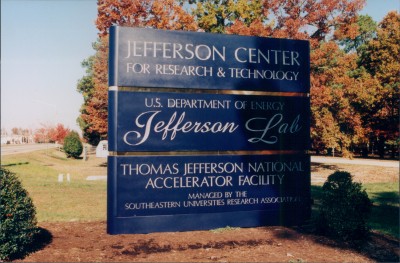 JEFFERSON CENTER
FOR RESEARCH & TECHNOLOGY
U.S. DEPARTMENT OF ENERGY
Jefferson Lab
THOMAS JEFFERSON NATIONAL
ACCELERATOR FACILITY
MANAGED BY THE
SOUTHEASTERN UNIVERSITIES RESEARCH ASSOCIATION